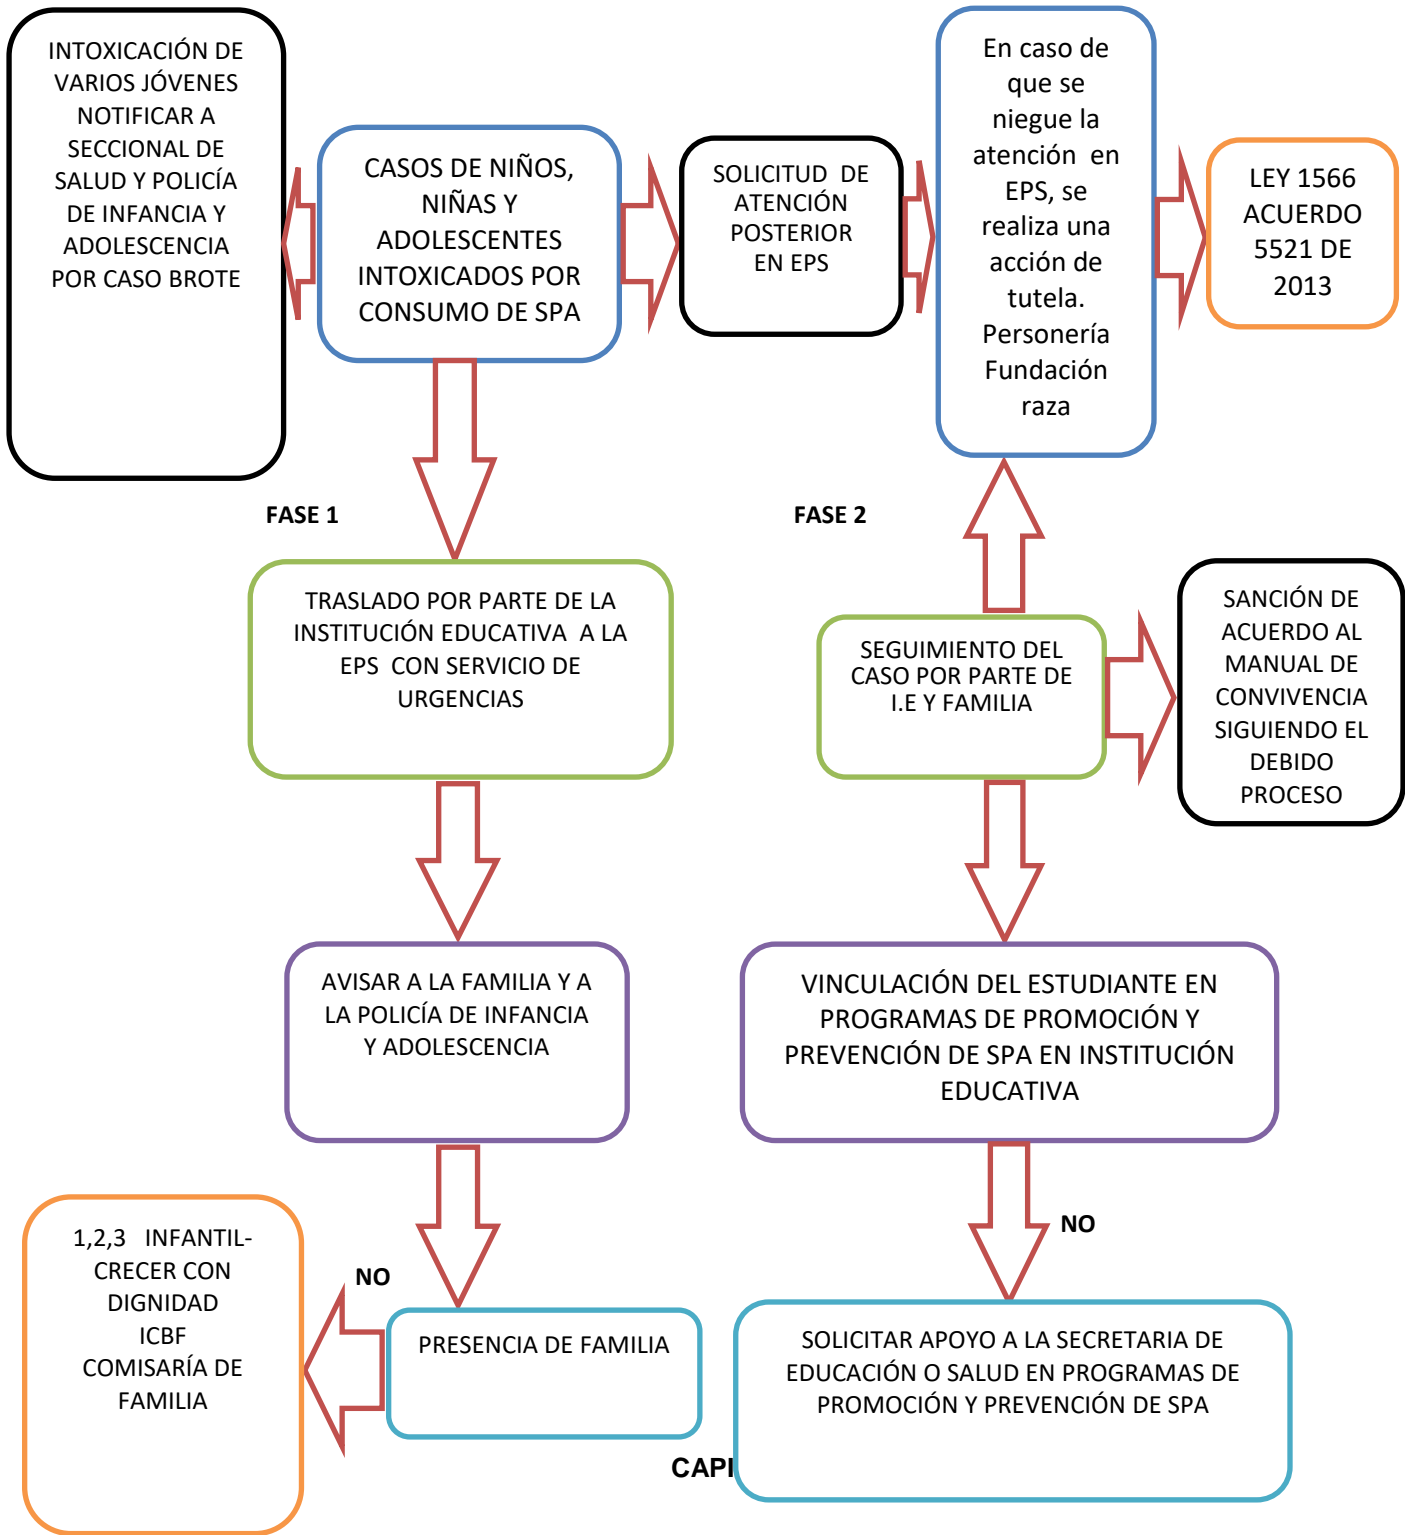 INTOXICACIÓN DE
VARIOS JÓVENES
NOTIFICAR A
SECCIONAL DE
SALUD Y POLICÍA
DE INFANCIA Y
ADOLESCENCIA
POR CASO BROTE
CASOS DE NIÑOS,
NIÑAS Y
ADOLESCENTES
INTOXICADOS POR
CONSUMO DE SPA
SOLICITUD DE
ATENCIÓN
POSTERIOR
EN EPS
En caso de
que se
niegue la
atención en
EPS, se
realiza una
acción de
tutela.
Personería
Fundación
raza
LEY 1566
ACUERDO
5521 DE
2013
FASE 1
FASE 2
TRASLADO POR PARTE DE LA
INSTITUCIÓN EDUCATIVA A LA
EPS CON SERVICIO DE
URGENCIAS
SEGUIMIENTO DEL
CASO POR PARTE DE
I.E Y FAMILIA
SANCIÓN DE
ACUERDO AL
MANUAL DE
CONVIVENCIA
SIGUIENDO EL
DEBIDO
PROCESO
AVISAR A LA FAMILIA Y A
LA POLICÍA DE INFANCIA
Y ADOLESCENCIA
VINCULACIÓN DEL ESTUDIANTE EN
PROGRAMAS DE PROMOCIÓN Y
PREVENCIÓN DE SPA EN INSTITUCIÓN
EDUCATIVA
NO
1,2,3 INFANTIL-
CRECER CON
DIGNIDAD
ICBF
COMISARÍA DE
FAMILIA
NO
PRESENCIA DE FAMILIA
SOLICITAR APOYO A LA SECRETARIA DE
EDUCACIÓN O SALUD EN PROGRAMAS DE
PROMOCIÓN Y PREVENCIÓN DE SPA
CAPI